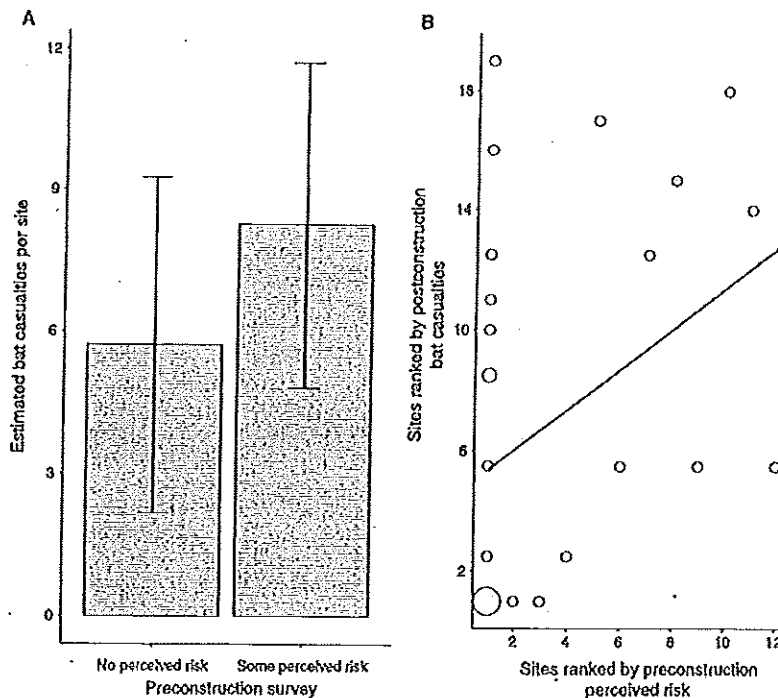 A
Estimated bat casualties per site
12
9
6
3
0
No perceived risk
Some perceived risk
Preconstruction survey
B
Sites ranked by postconstruction
bat casualties
18
14
10
6
2
2
4
6
8
10
12
Sites ranked by preconstruction
perceived risk